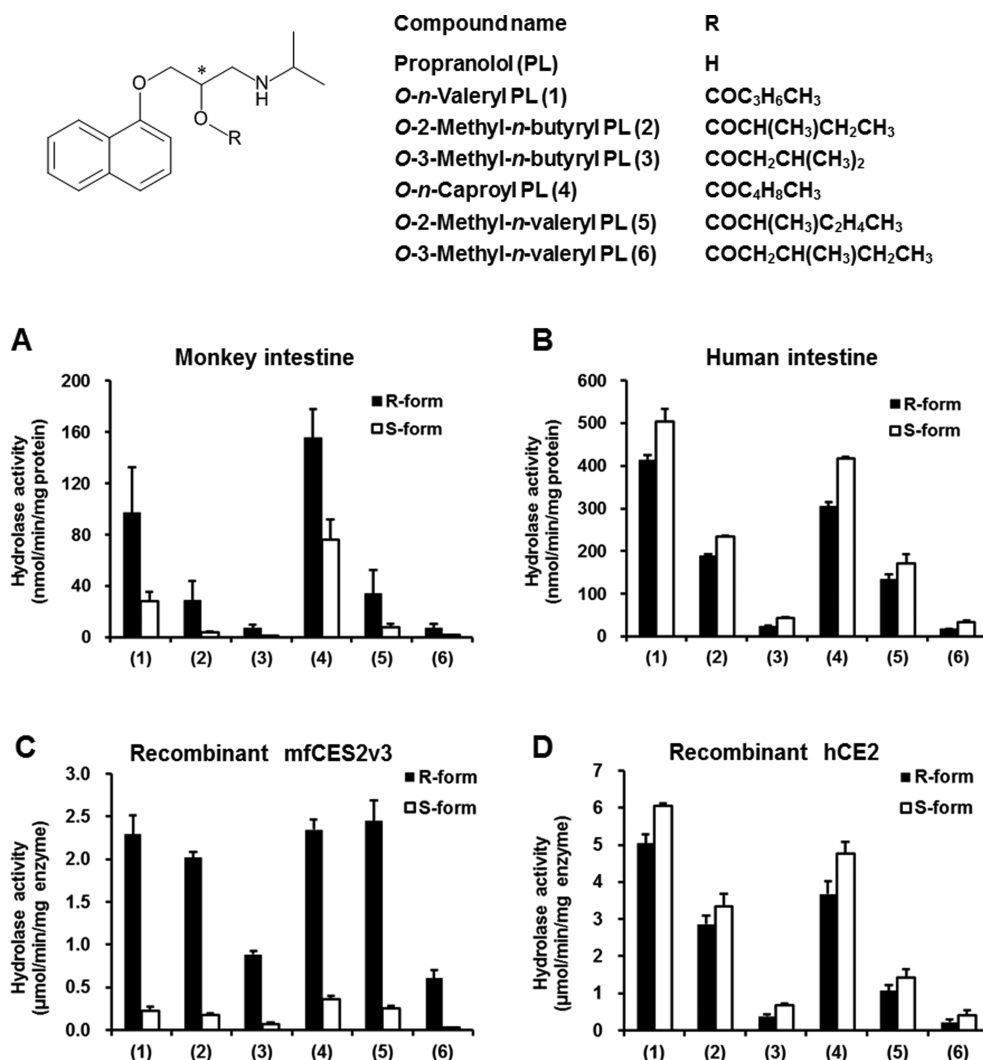 Compound name R
Propranolol (PL) H
O-n-Valeryl PL (1) COC₃H₆CH₃
O-2-Methyl-n-butyryl PL (2) COCH(CH₃)CH₂CH₃
O-3-Methyl-n-butyryl PL (3) COCH₂CH(CH₃)₂
O-n-Caproyl PL (4) COC₄H₈CH₃
O-2-Methyl-n-valeryl PL (5) COCH(CH₃)C₂H₄CH₃
O-3-Methyl-n-valeryl PL (6) COCH₂CH(CH₃)CH₂CH₃
*
O
N
H
O
R
A
Monkey intestine
Hydrolase activity
(nmol/min/mg protein)
200
160
120
80
40
0
R-form
S-form
(1) (2) (3) (4) (5) (6)
B
Human intestine
Hydrolase activity
(nmol/min/mg protein)
600
500
400
300
200
100
0
R-form
S-form
(1) (2) (3) (4) (5) (6)
C
Recombinant mfCES2v3
Hydrolase activity
(µmol/min/mg enzyme)
3.0
2.5
2.0
1.5
1.0
0.5
0.0
R-form
S-form
(1) (2) (3) (4) (5) (6)
D
Recombinant hCE2
Hydrolase activity
(µmol/min/mg enzyme)
7
6
5
4
3
2
1
0
R-form
S-form
(1) (2) (3) (4) (5) (6)